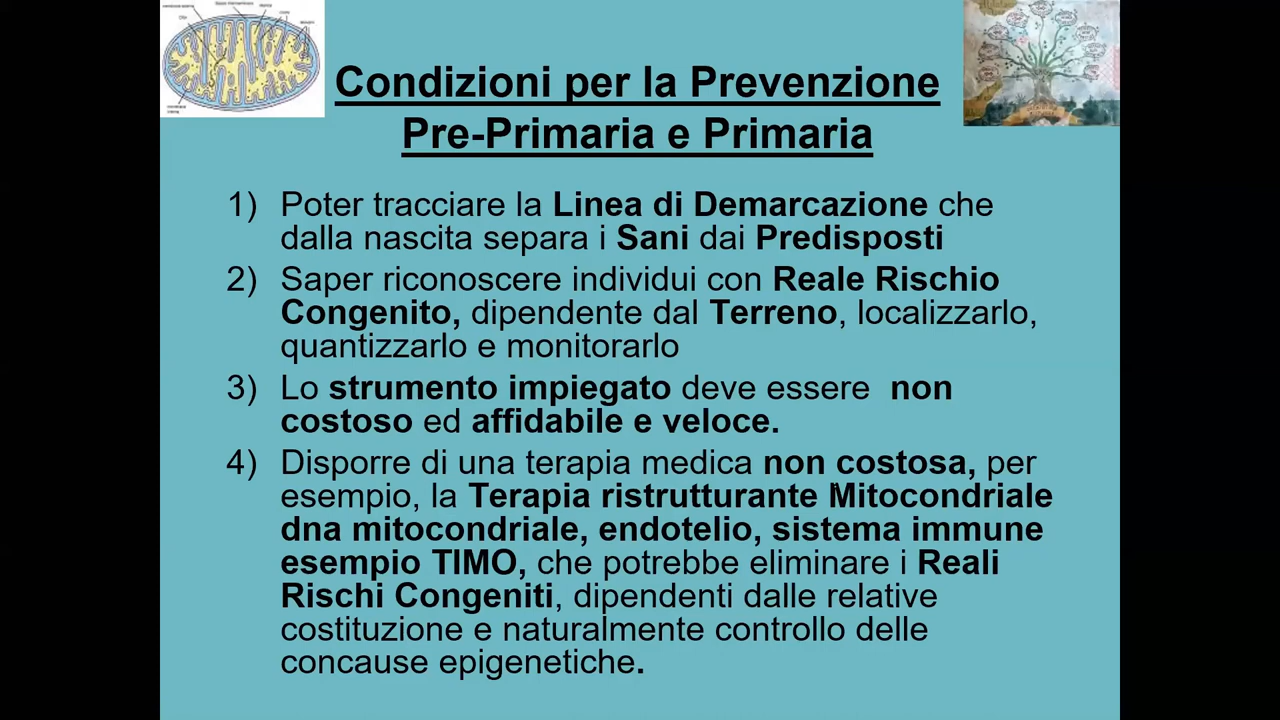 Condizioni per la Prevenzione
Pre-Primaria e Primaria
1) Poter tracciare la Linea di Demarcazione che
dalla nascita separa i Sani dai Predisposti
2) Saper riconoscere individui con Reale Rischio
Congenito, dipendente dal Terreno, localizzarlo,
quantizzarlo e monitorarlo
3) Lo strumento impiegato deve essere non
costoso ed affidabile e veloce.
4) Disporre di una terapia medica non costosa, per
esempio, la Terapia ristrutturante Mitocondriale
dna mitocondriale, endotelio, sistema immune
esempio TIMO, che potrebbe eliminare i Reali
Rischi Congeniti, dipendenti dalle relative
costituzione e naturalmente controllo delle
concause epigenetiche.